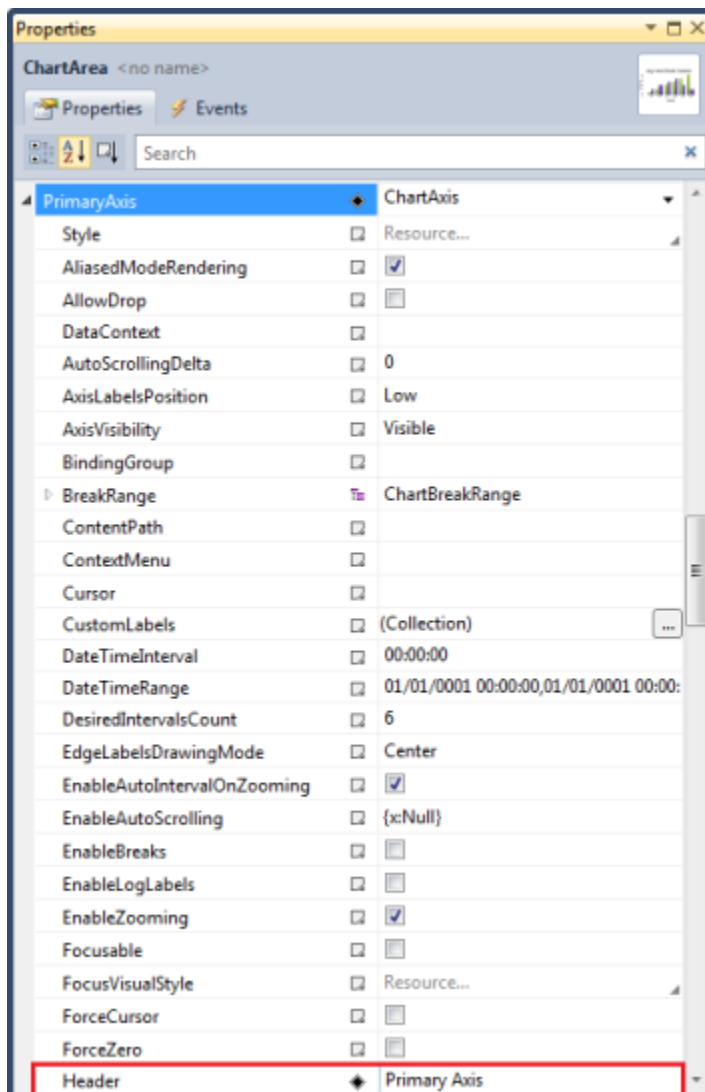 Properties
ChartArea <no name>
Properties Events
Search
PrimaryAxis ChartAxis
Style Resource...
AliasedModeRendering
AllowDrop
DataContext
AutoScrollingDelta 0
AxisLabelsPosition Low
AxisVisibility Visible
BindingGroup
BreakRange ChartBreakRange
ContentPath
ContextMenu
Cursor
CustomLabels (Collection) ...
DateTimeInterval 00:00:00
DateTimeRange 01/01/0001 00:00:00,01/01/0001 00:00:
DesiredIntervalsCount 6
EdgeLabelsDrawingMode Center
EnableAutoIntervalOnZooming
EnableAutoScrolling {x:Null}
EnableBreaks
EnableLogLabels
EnableZooming
Focusable
FocusVisualStyle Resource...
ForceCursor
ForceZero
Header Primary Axis